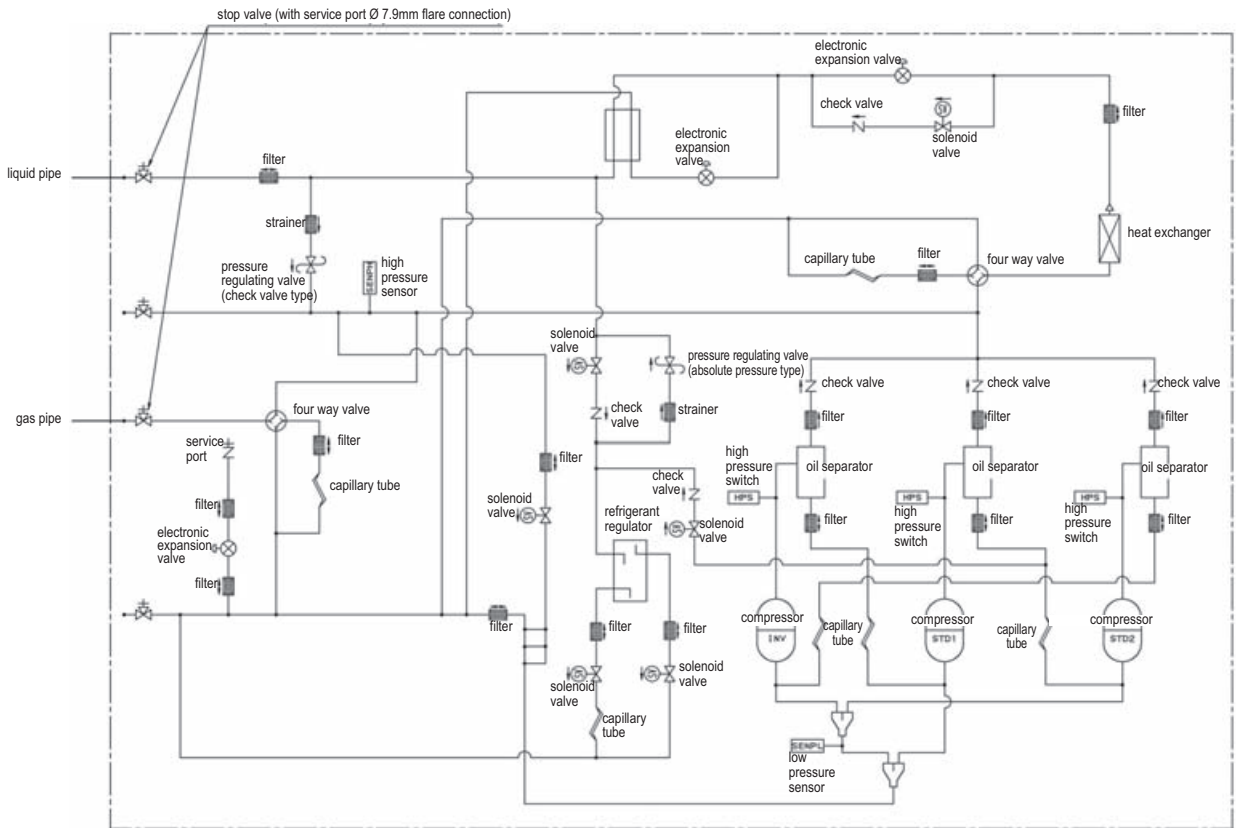 stop valve (with service port Ø 7.9mm flare connection)
electronic
expansion valve
check valve
solenoid
valve
filter
electronic
expansion
valve
filter
liquid pipe
strainer
heat exchanger
pressure
regulating valve
(check valve type)
high
pressure
sensor
SENPH
capillary tube
filter
four way valve
solenoid
valve
pressure regulating valve
(absolute pressure type)
check valve
check valve
check valve
gas pipe
four way valve
check
valve
strainer
filter
filter
filter
service
port
filter
capillary tube
filter
high
pressure
switch
HPS
oil separator
HPS
oil separator
HPS
oil separator
check
valve
filter
solenoid
valve
refrigerant
regulator
solenoid
valve
filter
high
pressure
switch
filter
high
pressure
switch
filter
electronic
expansion
valve
filter
filter
filter
filter
compressor
INV
capillary
tube
compressor
STD1
capillary
tube
compressor
STD2
solenoid
valve
solenoid
valve
capillary
tube
SENPL
low
pressure
sensor